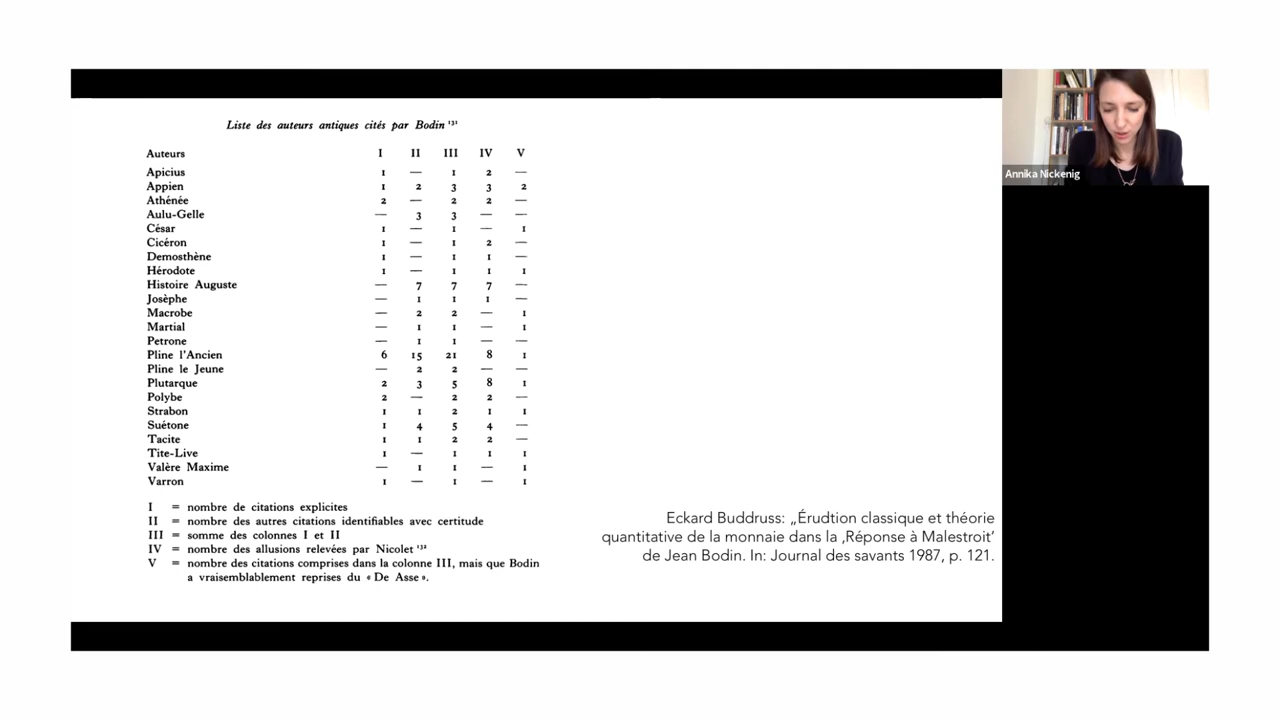 Liste des auteurs antiques cités par Bodin ¹³¹
Auteurs I II III IV V
Apicius 1 — 1 2 —
Appien 1 2 3 3 2
Athénée 2 — 2 2 —
Aulu-Gelle — 3 3 — —
César 1 — 1 — 1
Cicéron 1 — 1 2 —
Demosthène 1 — 1 1 —
Hérodote 1 — 1 1 1
Histoire Auguste — 7 7 7 —
Josèphe — 1 1 1 —
Macrobe — 2 2 — 1
Martial — 1 1 — 1
Petrone — 1 1 — —
Pline l'Ancien 6 15 21 8 1
Pline le Jeune — 2 2 — —
Plutarque 2 3 5 8 1
Polybe 2 — 2 2 —
Strabon 1 1 2 1 1
Suétone 1 4 5 4 —
Tacite 1 1 2 2 —
Tite-Live 1 — 1 1 1
Valère Maxime — 1 1 — 1
Varron 1 — 1 — 1
I = nombre de citations explicites
II = nombre des autres citations identifiables avec certitude
III = somme des colonnes I et II
IV = nombre des allusions relevées par Nicolet ¹³²
V = nombre des citations comprises dans la colonne III, mais que Bodin
a vraisemblablement reprises du « De Asse ».
Eckard Buddruss: „Érudtion classique et théorie
quantitative de la monnaie dans la ‚Réponse à Malestroit'
de Jean Bodin. In: Journal des savants 1987, p. 121.
Annika Nickenig